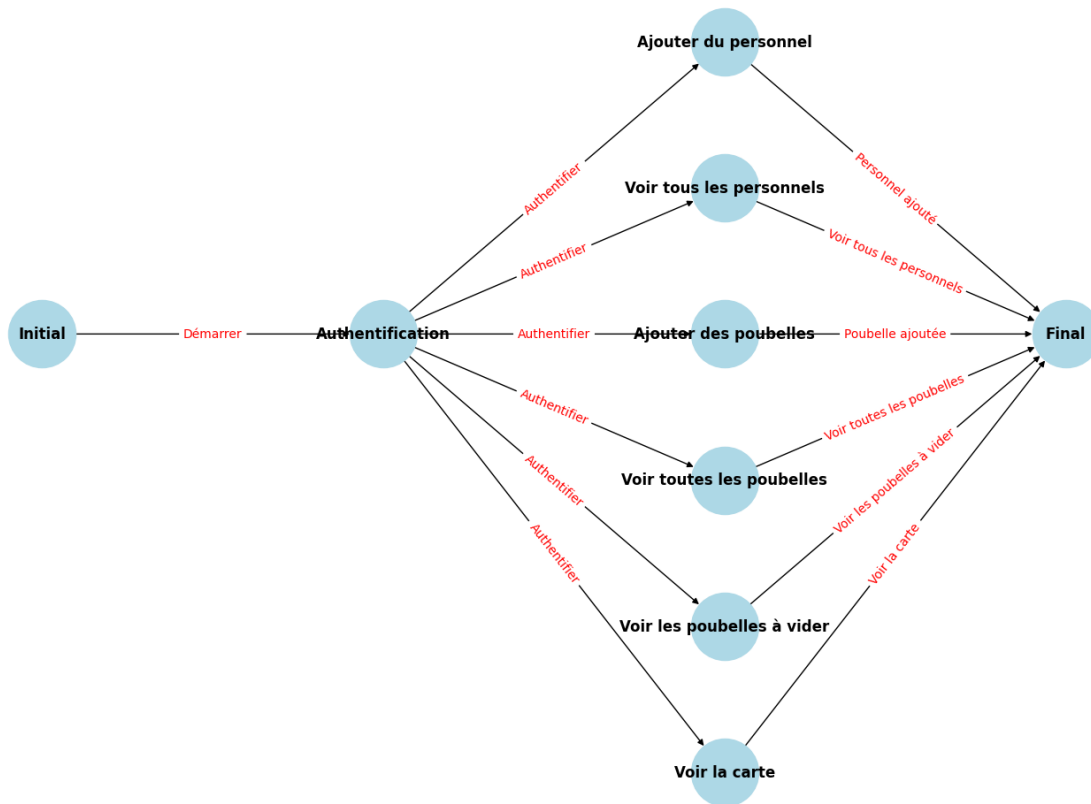 Ajouter du personnel
Authentifier
Personnel ajouté
Voir tous les personnels
Authentifier
Voir tous les personnels
Initial
Démarrer
Authentification
Authentifier
Ajouter des poubelles
Poubelle ajoutée
Final
Authentifier
Voir toutes les poubelles
Voir toutes les poubelles
Authentifier
Voir les poubelles à vider
Voir les poubelles à vider
Authentifier
Voir la carte
Voir la carte